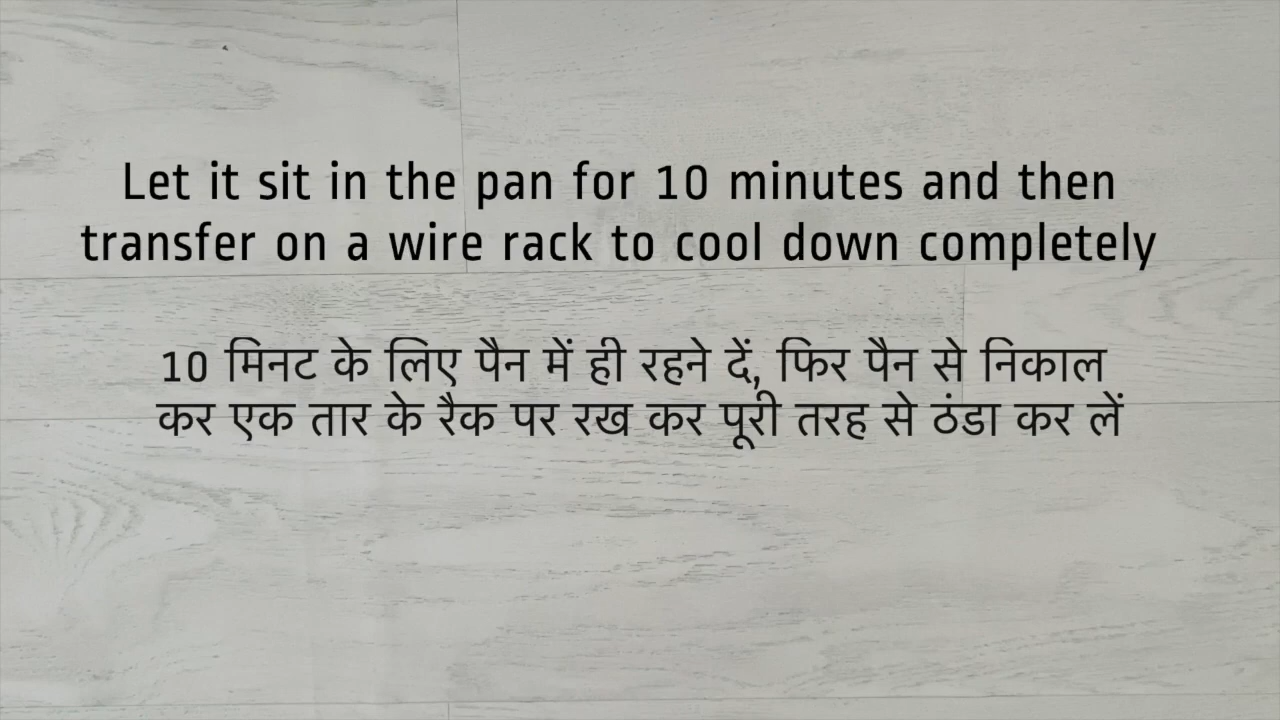 Let it sit in the pan for 10 minutes and then
transfer on a wire rack to cool down completely
10 मिनट के लिए पैन में ही रहने दें, फिर पैन से निकाल
कर एक तार के रैक पर रख कर पूरी तरह से ठंडा कर लें